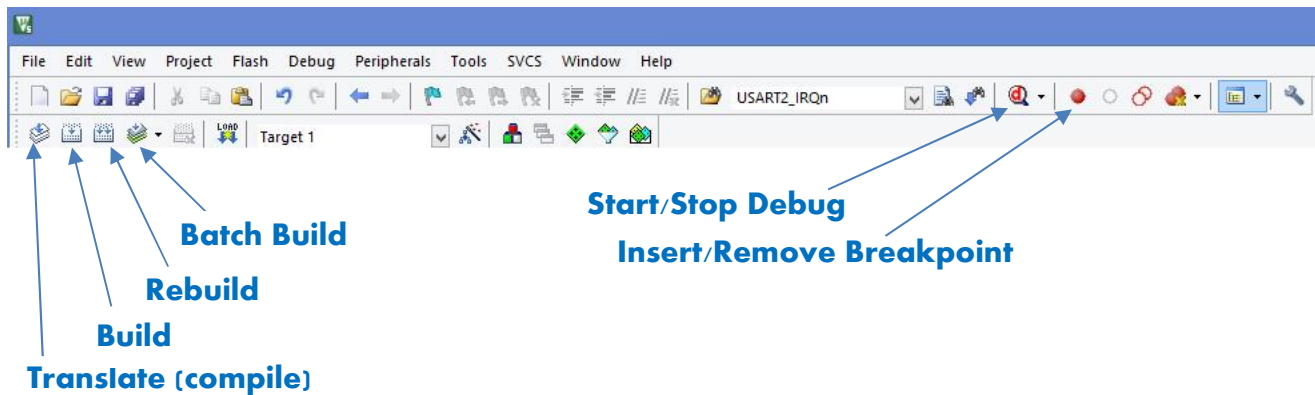 File Edit View Project Flash Debug Peripherals Tools SVCS Window Help
USART2_IRQn
LOAD
Target 1
Start/Stop Debug
Batch Build
Insert/Remove Breakpoint
Rebuild
Build
Translate (compile)